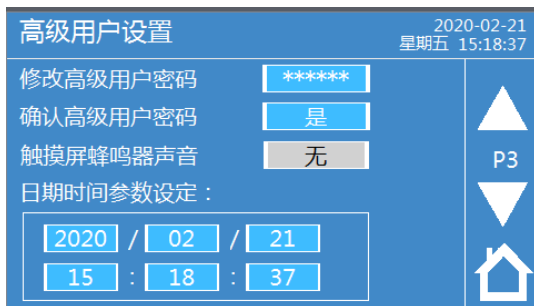 高级用户设置
2020-02-21
星期五 15:18:37
修改高级用户密码 ******
确认高级用户密码 是
触摸屏蜂鸣器声音 无
P3
日期时间参数设定：
2020 / 02 / 21
15 : 18 : 37